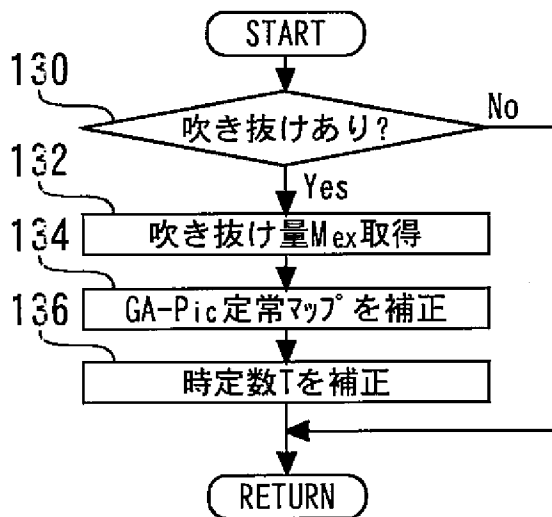 START
130
吹き抜けあり?
No
Yes
132
吹き抜け量Mex取得
134
GA-Pic定常マップを補正
136
時定数Tを補正
RETURN